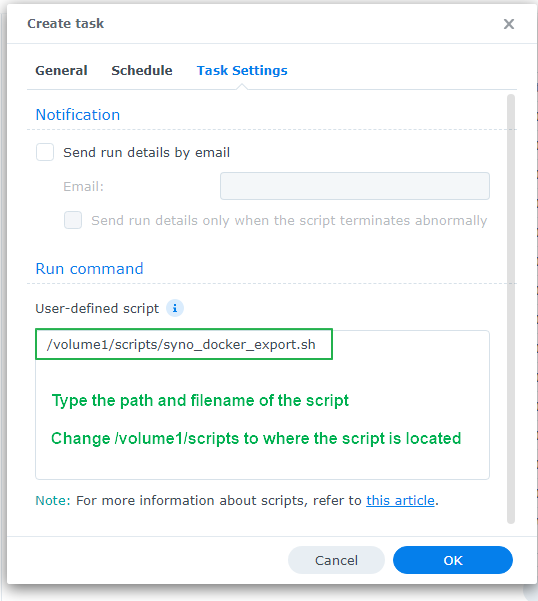 Create task
General Schedule Task Settings
Notification
Send run details by email
Email:
Send run details only when the script terminates abnormally
Run command
User-defined script i
/volume1/scripts/syno_docker_export.sh
Type the path and filename of the script
Change /volume1/scripts to where the script is located
Note: For more information about scripts, refer to this article.
Cancel OK